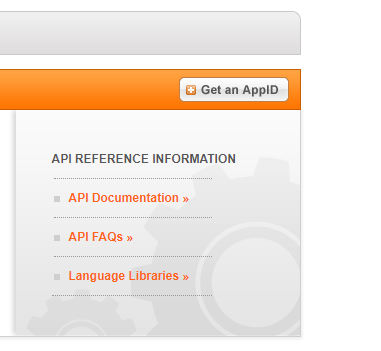 Get an AppID
API REFERENCE INFORMATION
API Documentation »
API FAQs »
Language Libraries »